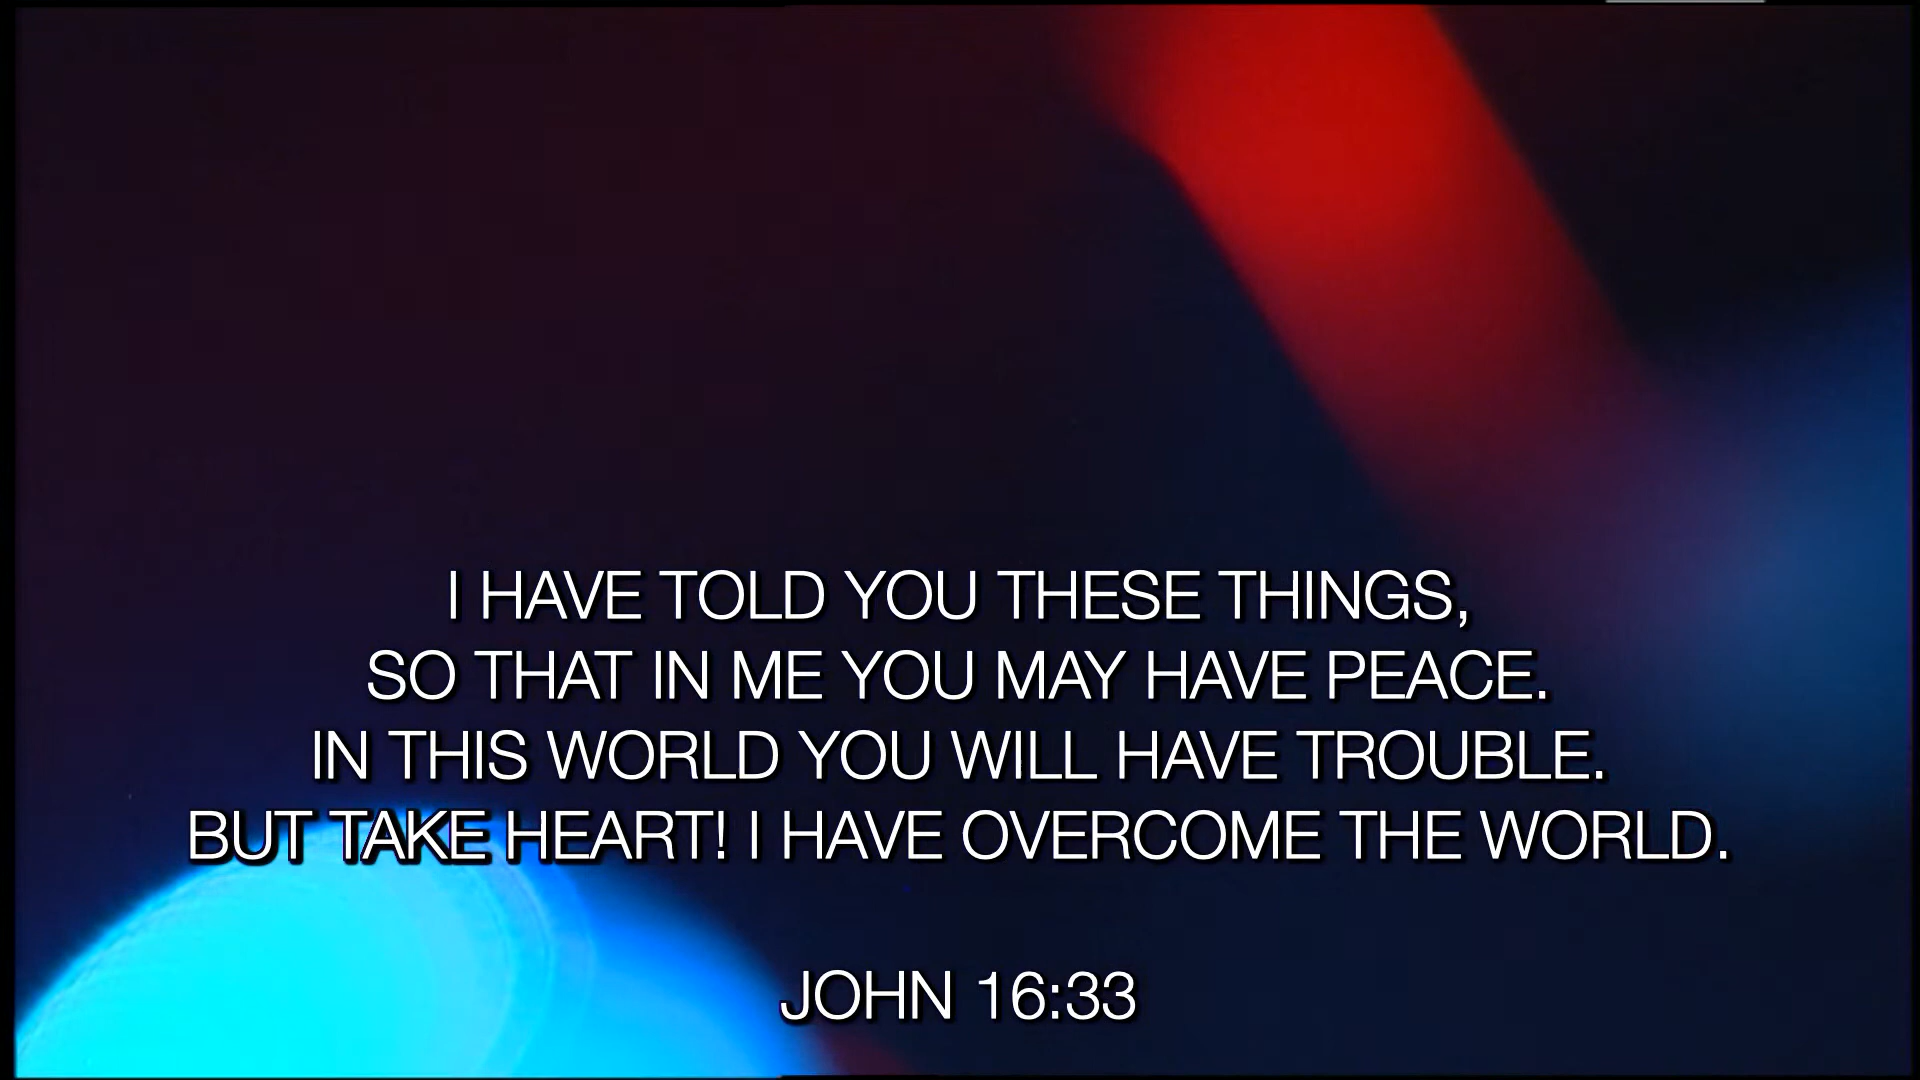 I HAVE TOLD YOU THESE THINGS,
SO THAT IN ME YOU MAY HAVE PEACE.
IN THIS WORLD YOU WILL HAVE TROUBLE.
BUT TAKE HEART! I HAVE OVERCOME THE WORLD.
JOHN 16:33